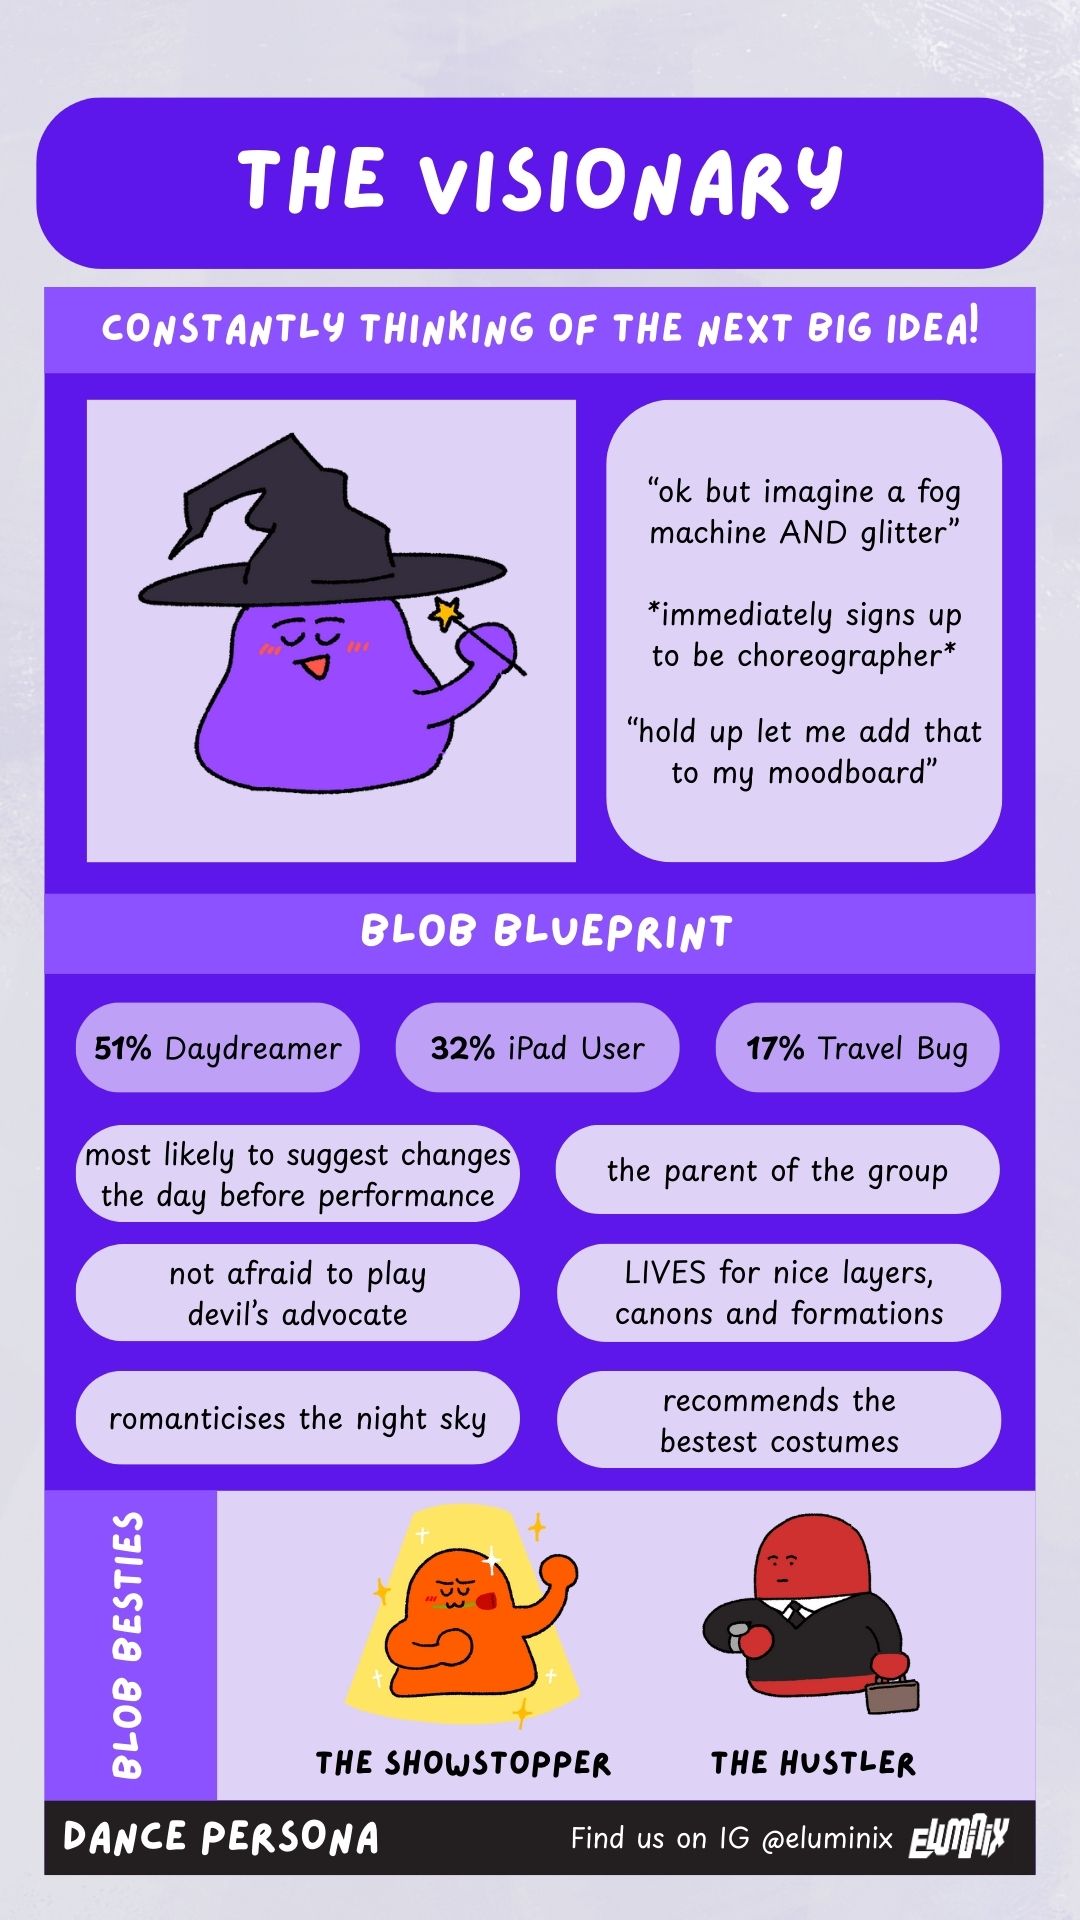 THE VISIONARY
CONSTANTLY THINKING OF THE NEXT BIG IDEA!
“ok but imagine a fog
machine AND glitter”
*immediately signs up
to be choreographer*
“hold up let me add that
to my moodboard”
BLOB BLUEPRINT
51% Daydreamer
32% iPad User
17% Travel Bug
most likely to suggest changes
the day before performance
the parent of the group
not afraid to play
devil’s advocate
LIVES for nice layers,
canons and formations
romanticises the night sky
recommends the
bestest costumes
BLOB BESTIES
THE SHOWSTOPPER
THE HUSTLER
DANCE PERSONA
Find us on IG @eluminix
ELUMINIX